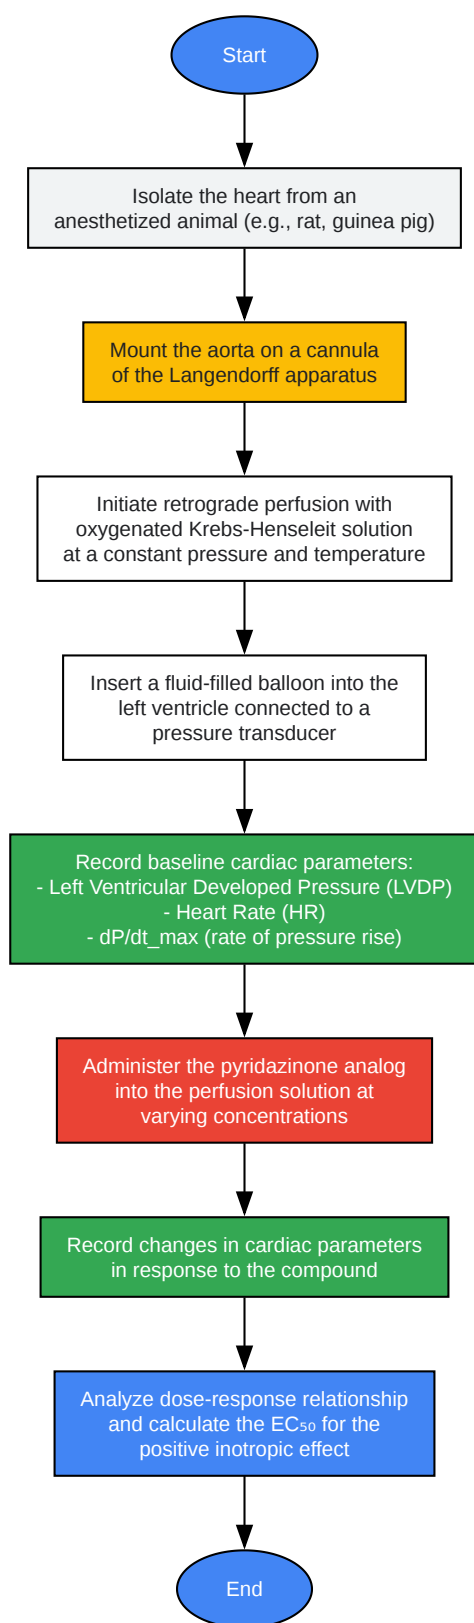 Start
Isolate the heart from an
anesthetized animal (e.g., rat, guinea pig)
Mount the aorta on a cannula
of the Langendorff apparatus
Initiate retrograde perfusion with
oxygenated Krebs-Henseleit solution
at a constant pressure and temperature
Insert a fluid-filled balloon into the
left ventricle connected to a
pressure transducer
Record baseline cardiac parameters:
- Left Ventricular Developed Pressure (LVDP)
- Heart Rate (HR)
- dP/dt_max (rate of pressure rise)
Administer the pyridazinone analog
into the perfusion solution at
varying concentrations
Record changes in cardiac parameters
in response to the compound
Analyze dose-response relationship
and calculate the EC₅₀ for the
positive inotropic effect
End